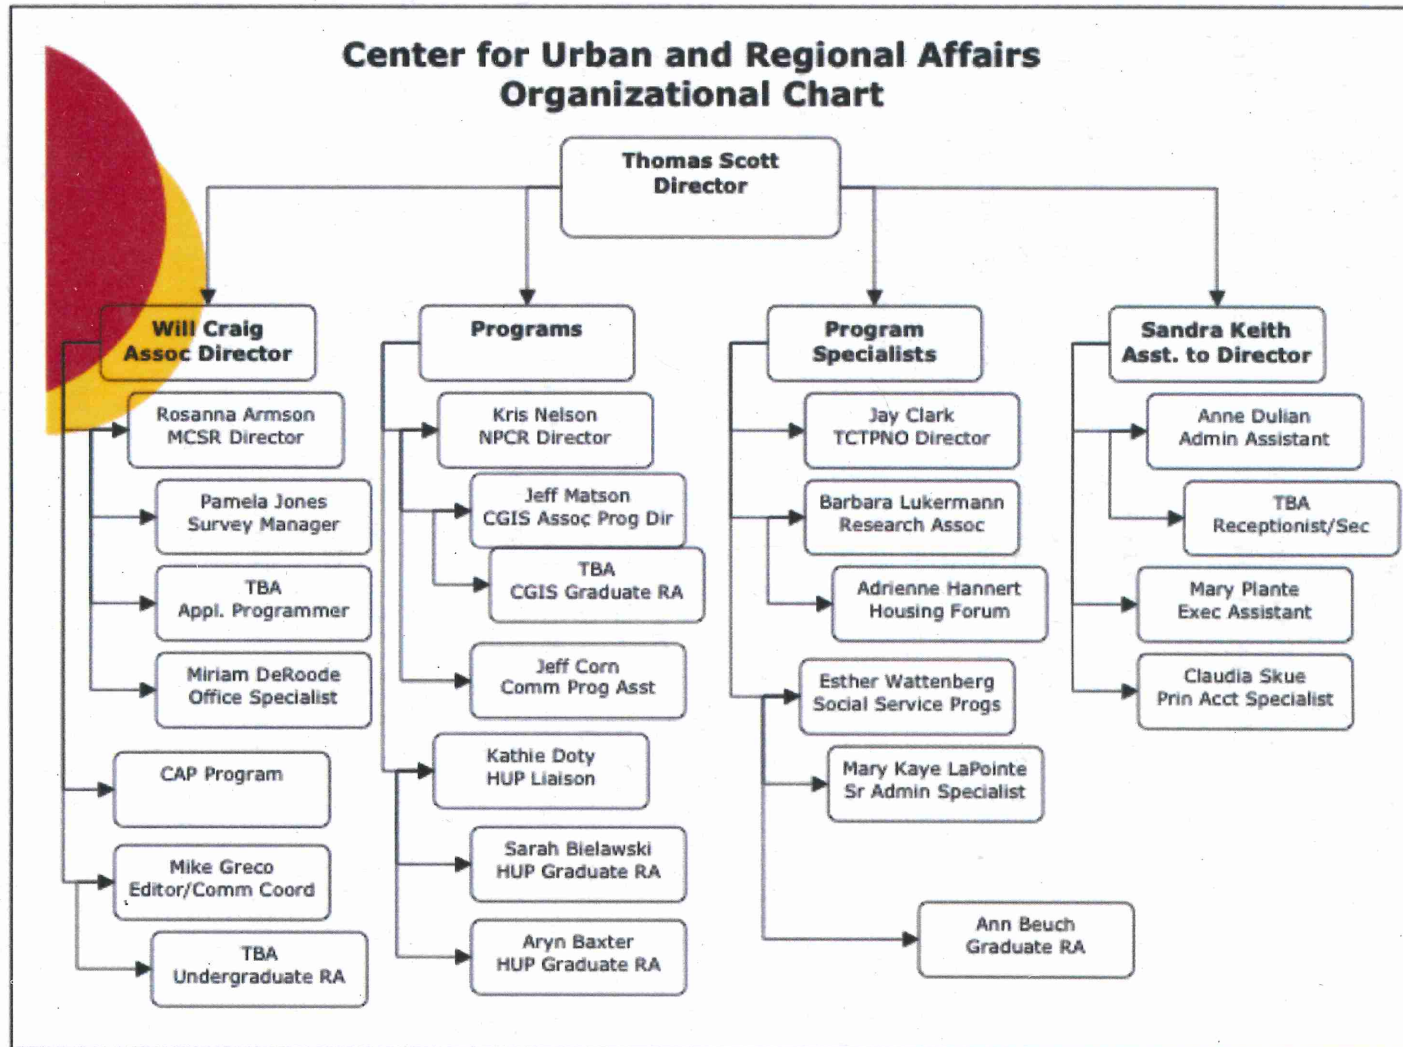 Center for Urban and Regional Affairs
Organizational Chart
Thomas Scott
Director
Will Craig
Assoc Director
Rosanna Armson
MCSR Director
Pamela Jones
Survey Manager
TBA
Appl. Programmer
Miriam DeRoode
Office Specialist
CAP Program
Mike Greco
Editor/Comm Coord
TBA
Undergraduate RA
Programs
Kris Nelson
NPCR Director
Jeff Matson
CGIS Assoc Prog Dir
TBA
CGIS Graduate RA
Jeff Corn
Comm Prog Asst
Kathie Doty
HUP Liaison
Sarah Bielawski
HUP Graduate RA
Aryn Baxter
HUP Graduate RA
Program
Specialists
Jay Clark
TCTPNO Director
Barbara Lukermann
Research Assoc
Adrienne Hannert
Housing Forum
Esther Wattenberg
Social Service Progs
Mary Kaye LaPointe
Sr Admin Specialist
Ann Beuch
Graduate RA
Sandra Keith
Asst. to Director
Anne Dulian
Admin Assistant
TBA
Receptionist/Sec
Mary Plante
Exec Assistant
Claudia Skue
Prin Acct Specialist